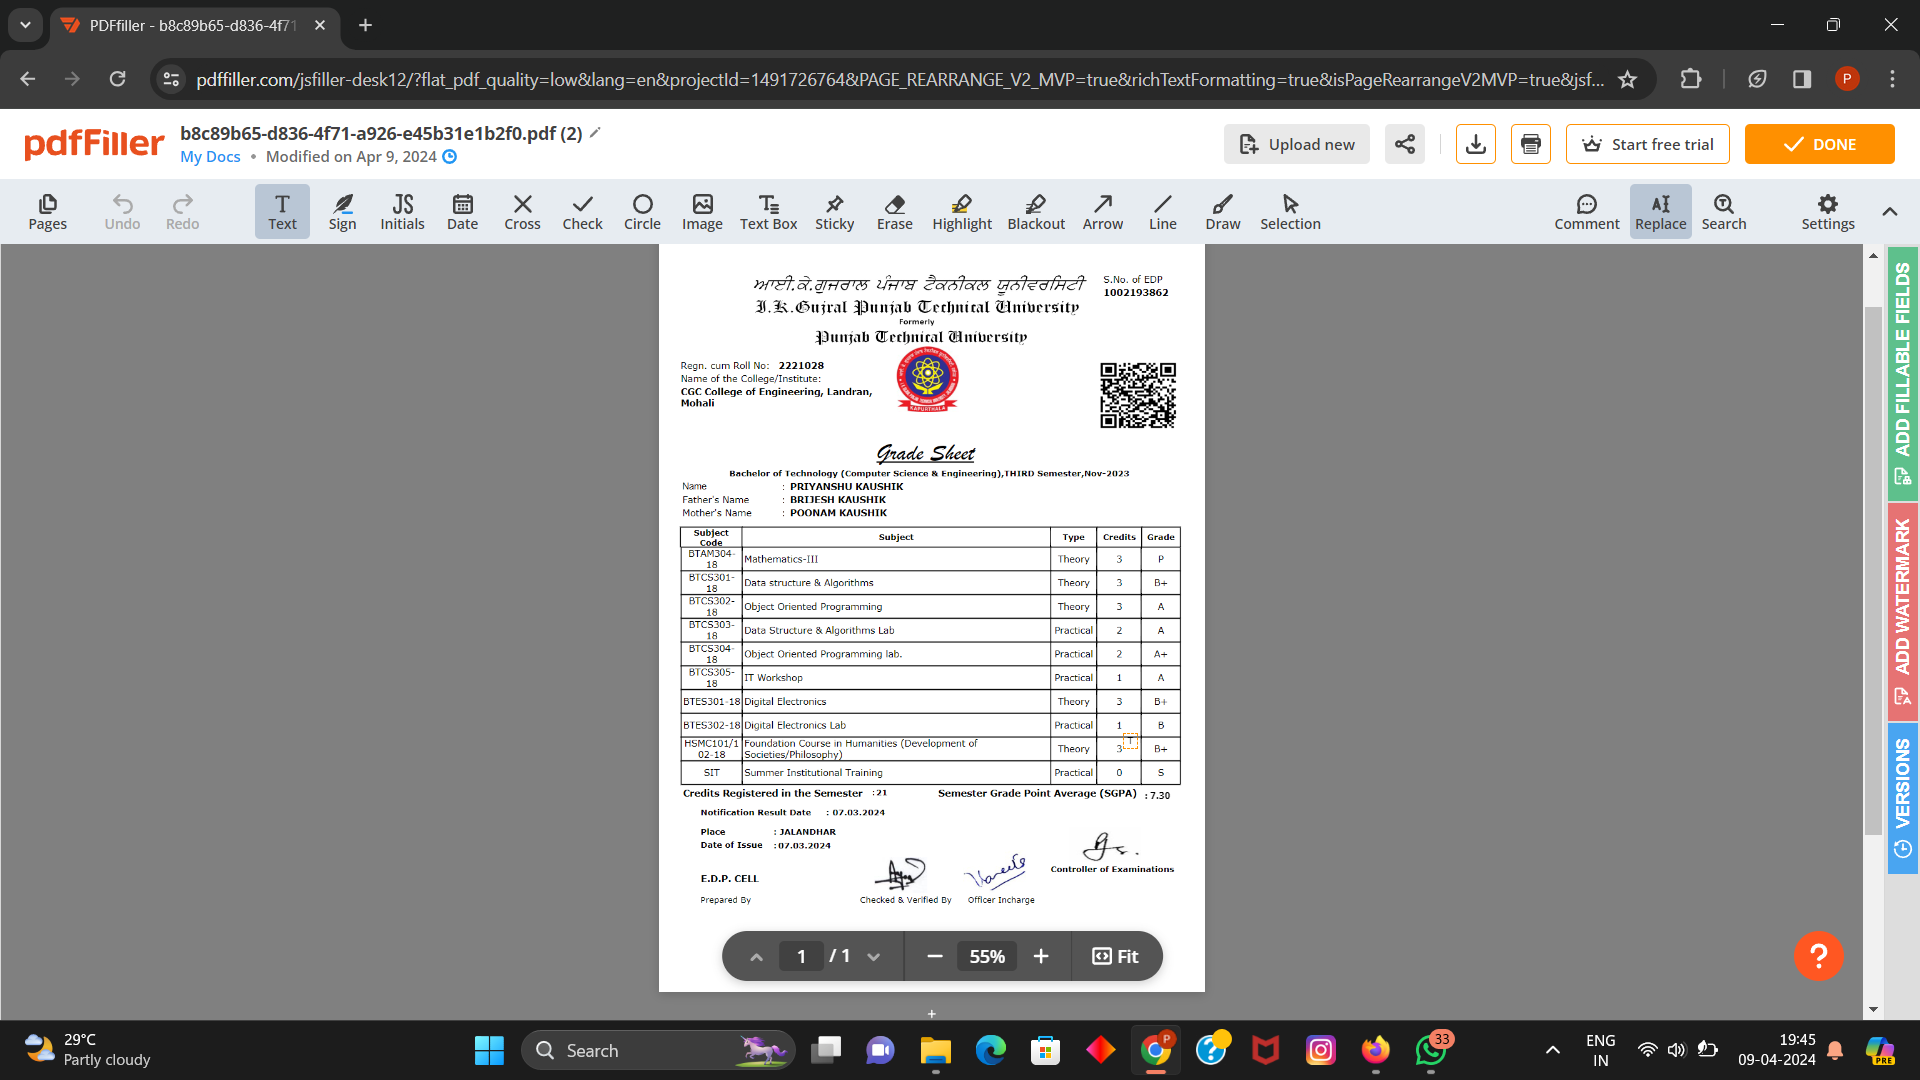 PDFfiller - b8c89b65-d836-4f71
pdffiller.com/jsfiller-desk12/?flat_pdf_quality=low&lang=en&projectId=1491726764&PAGE_REARRANGE_V2_MVP=true&richTextFormatting=true&isPageRearrangeV2MVP=true&jsf...
P
pdfFiller
b8c89b65-d836-4f71-a926-e45b31e1b2f0.pdf (2)
My Docs • Modified on Apr 9, 2024
Upload new
Start free trial
DONE
Pages Undo Redo Text Sign Initials Date Cross Check Circle Image Text Box Sticky Erase Highlight Blackout Arrow Line Draw Selection Comment Replace Search Settings
ਆਈ.ਕੇ.ਗੁਜਰਾਲ ਪੰਜਾਬ ਟੈਕਨੀਕਲ ਯੂਨੀਵਰਸਿਟੀ
S.No. of EDP
1002193862
I.K.Gujral Punjab Technical University
Formerly
Punjab Technical University
Regn. cum Roll No: 2221028
Name of the College/Institute:
CGC College of Engineering, Landran,
Mohali
KAPURTHALA
Grade Sheet
Bachelor of Technology (Computer Science & Engineering),THIRD Semester,Nov-2023
Name : PRIYANSHU KAUSHIK
Father's Name : BRIJESH KAUSHIK
Mother's Name : POONAM KAUSHIK
Subject Code Subject Type Credits Grade
BTAM304-18 Mathematics-III Theory 3 P
BTCS301-18 Data structure & Algorithms Theory 3 B+
BTCS302-18 Object Oriented Programming Theory 3 A
BTCS303-18 Data Structure & Algorithms Lab Practical 2 A
BTCS304-18 Object Oriented Programming lab. Practical 2 A+
BTCS305-18 IT Workshop Practical 1 A
BTES301-18 Digital Electronics Theory 3 B+
BTES302-18 Digital Electronics Lab Practical 1 B
HSMC101/102-18 Foundation Course in Humanities (Development of Societies/Philosophy) Theory 3 B+
SIT Summer Institutional Training Practical 0 S
Credits Registered in the Semester :21 Semester Grade Point Average (SGPA) :7.30
Notification Result Date : 07.03.2024
Place : JALANDHAR
Date of Issue :07.03.2024
Controller of Examinations
E.D.P. CELL
Prepared By Checked & Verified By Officer Incharge
1 / 1 55% Fit
ADD FILLABLE FIELDS
ADD WATERMARK
VERSIONS
?
29°C
Partly cloudy
Search
33
PRE
ENG
IN
19:45
09-04-2024